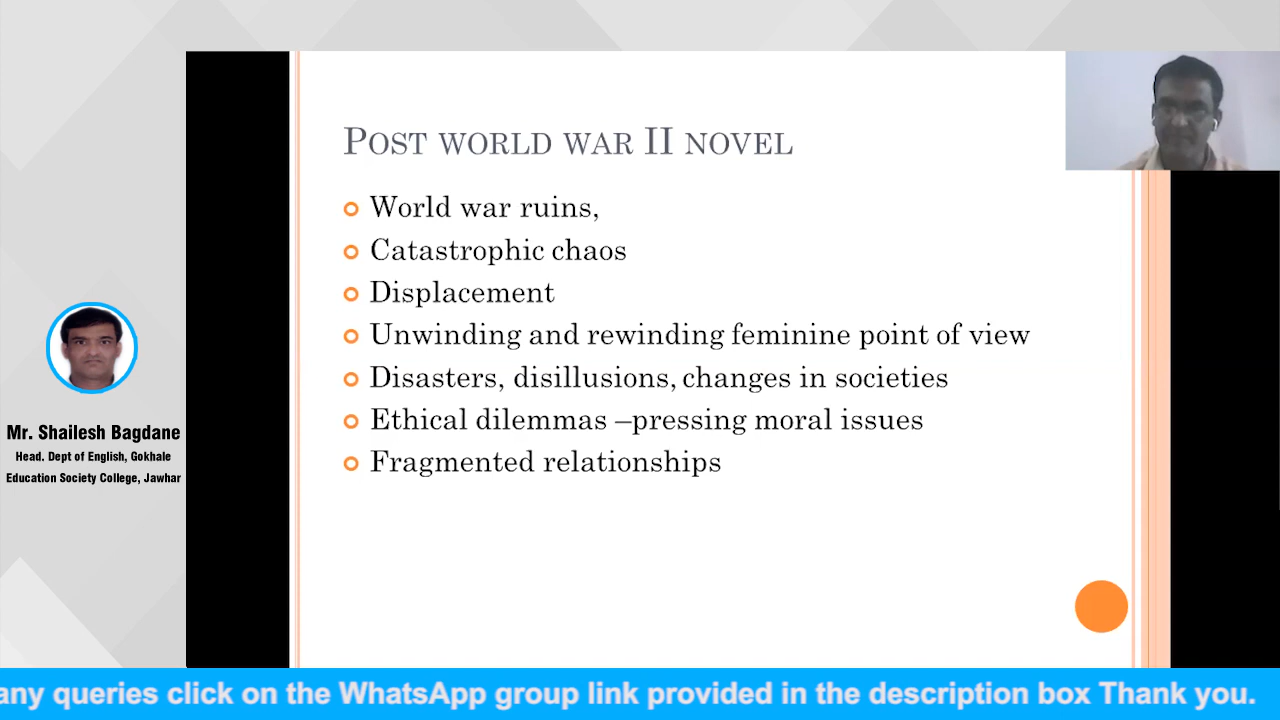 Post world war II novel
World war ruins,
Catastrophic chaos
Displacement
Unwinding and rewinding feminine point of view
Disasters, disillusions, changes in societies
Ethical dilemmas –pressing moral issues
Fragmented relationships
Mr. Shailesh Bagdane
Head. Dept of English, Gokhale
Education Society College, Jawhar
any queries click on the WhatsApp group link provided in the description box Thank you.